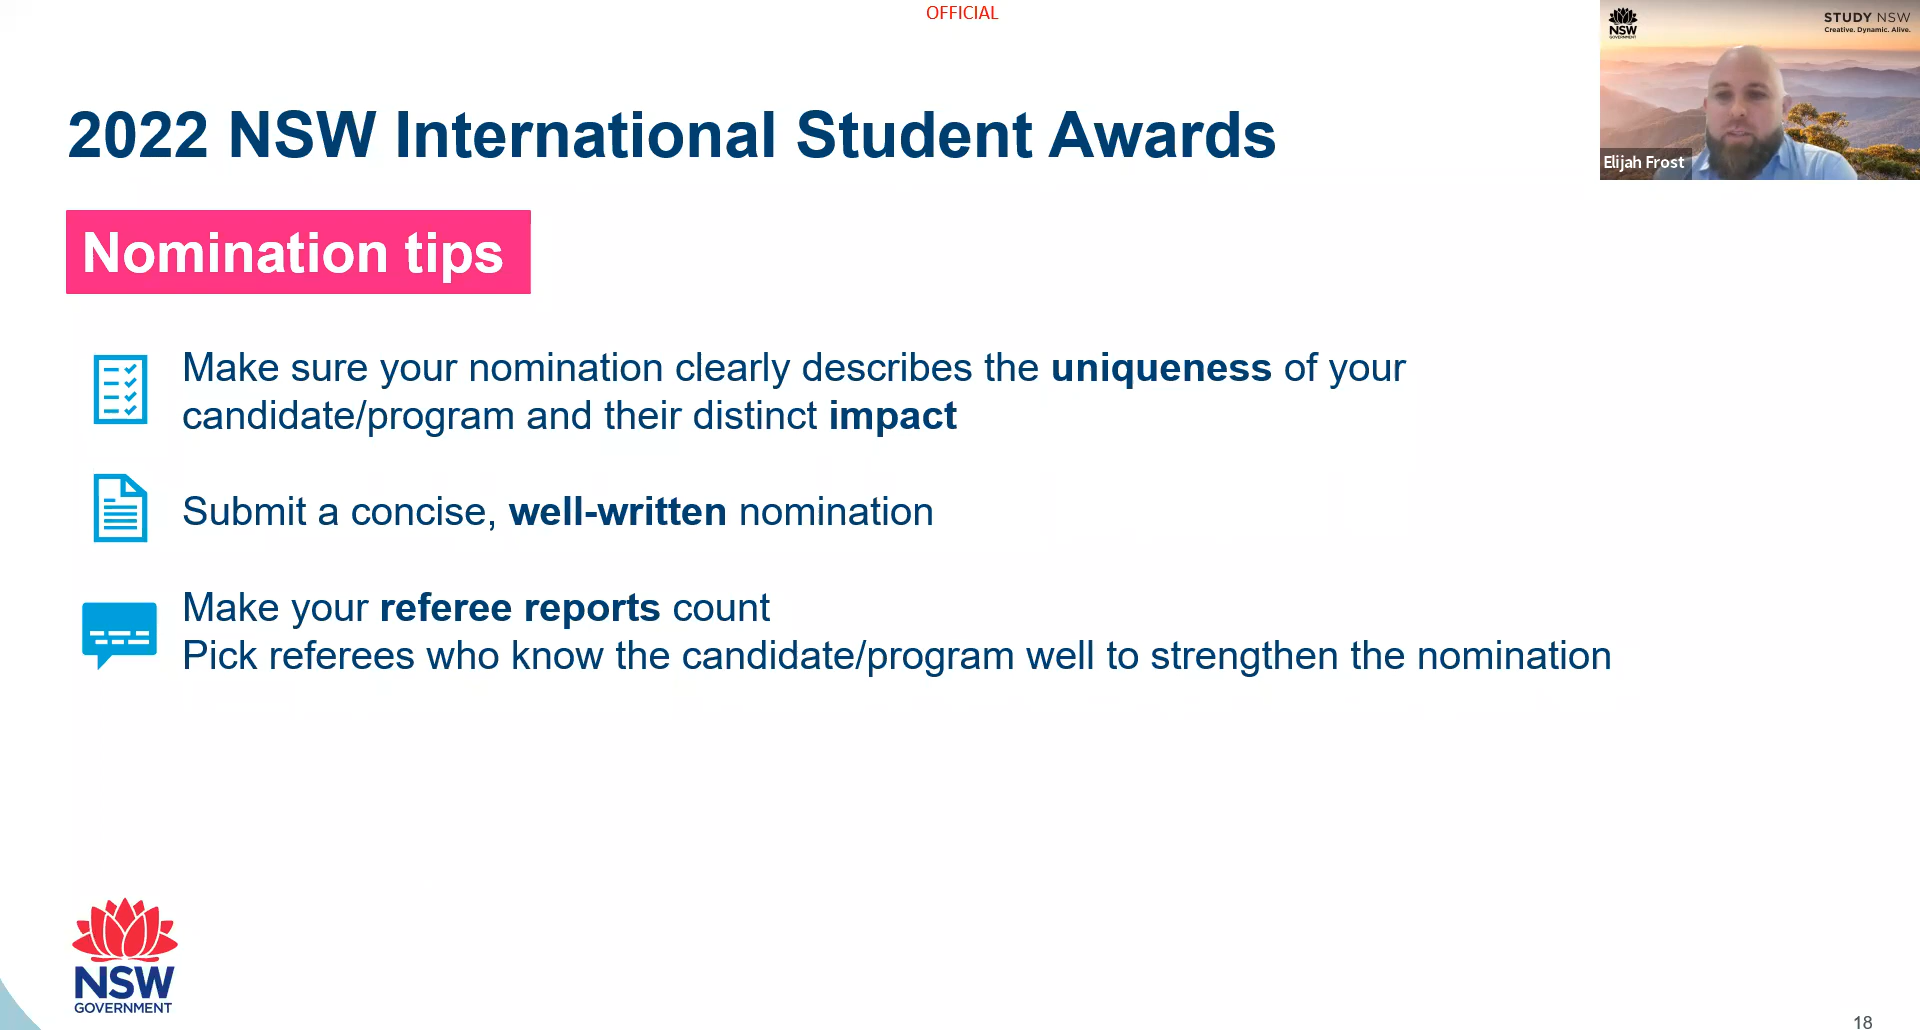 OFFICIAL
NSW
GOVERNMENT
STUDY NSW
Creative. Dynamic. Alive.
Elijah Frost
2022 NSW International Student Awards
Nomination tips
Make sure your nomination clearly describes the uniqueness of your
candidate/program and their distinct impact
Submit a concise, well-written nomination
Make your referee reports count
Pick referees who know the candidate/program well to strengthen the nomination
NSW
GOVERNMENT
18